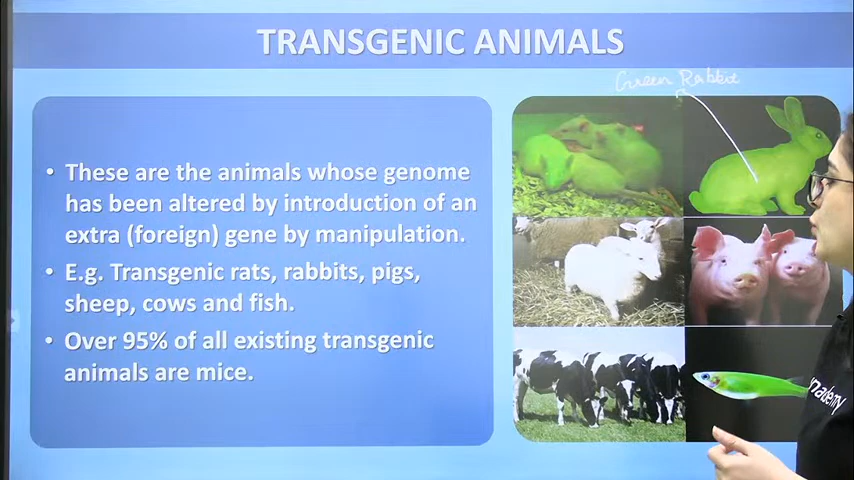 TRANSGENIC ANIMALS
Green Rabbit
• These are the animals whose genome
has been altered by introduction of an
extra (foreign) gene by manipulation.
• E.g. Transgenic rats, rabbits, pigs,
sheep, cows and fish.
• Over 95% of all existing transgenic
animals are mice.
nademy